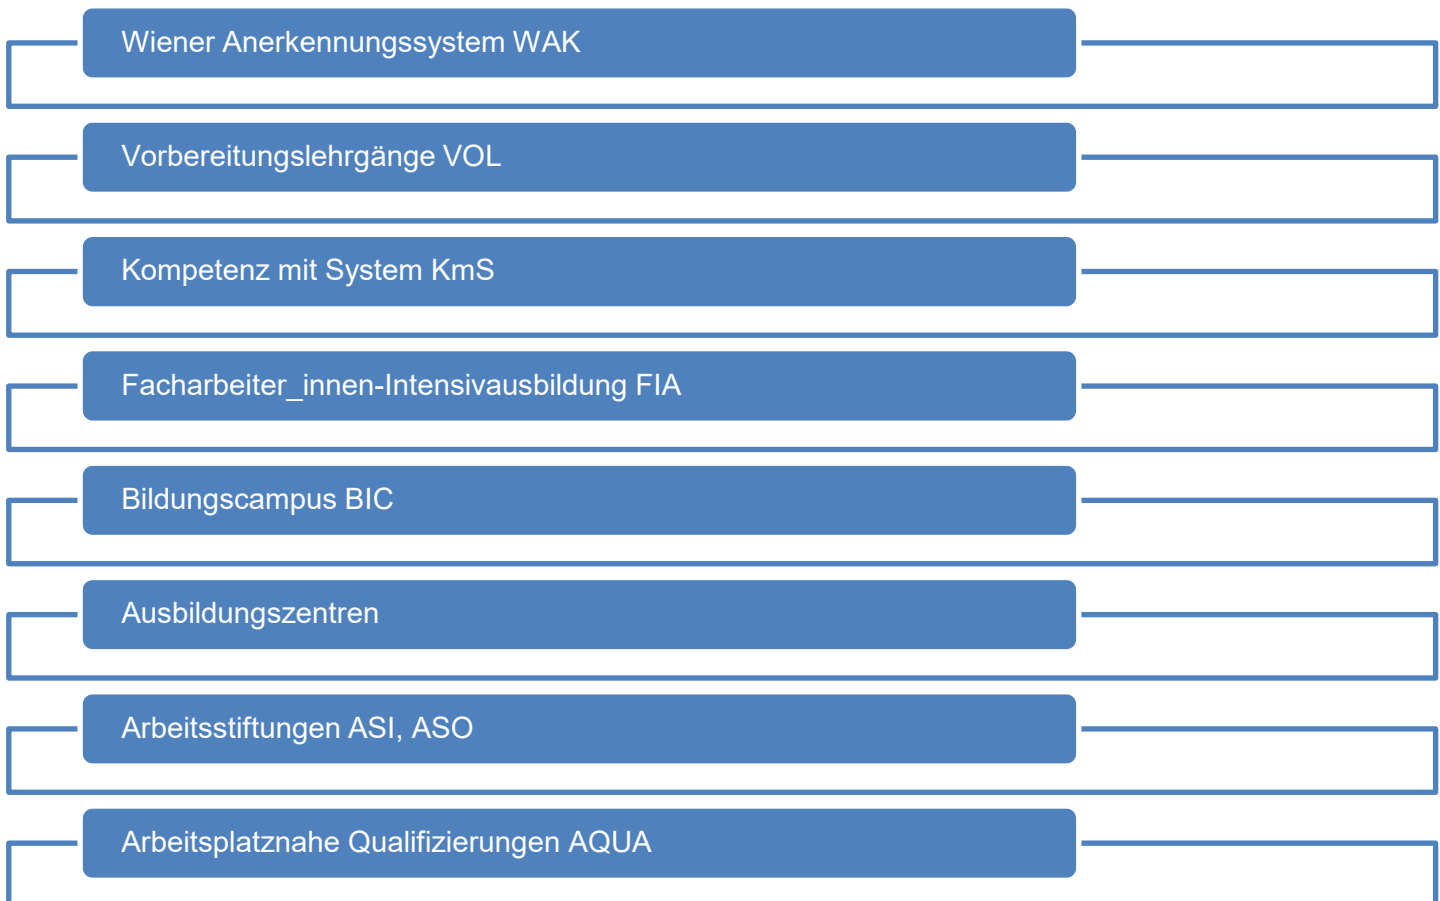 Wiener Anerkennungssystem WAK
Vorbereitungslehrgänge VOL
Kompetenz mit System KmS
Facharbeiter_innen-Intensivausbildung FIA
Bildungscampus BIC
Ausbildungszentren
Arbeitsstiftungen ASI, ASO
Arbeitsplatznahe Qualifizierungen AQUA